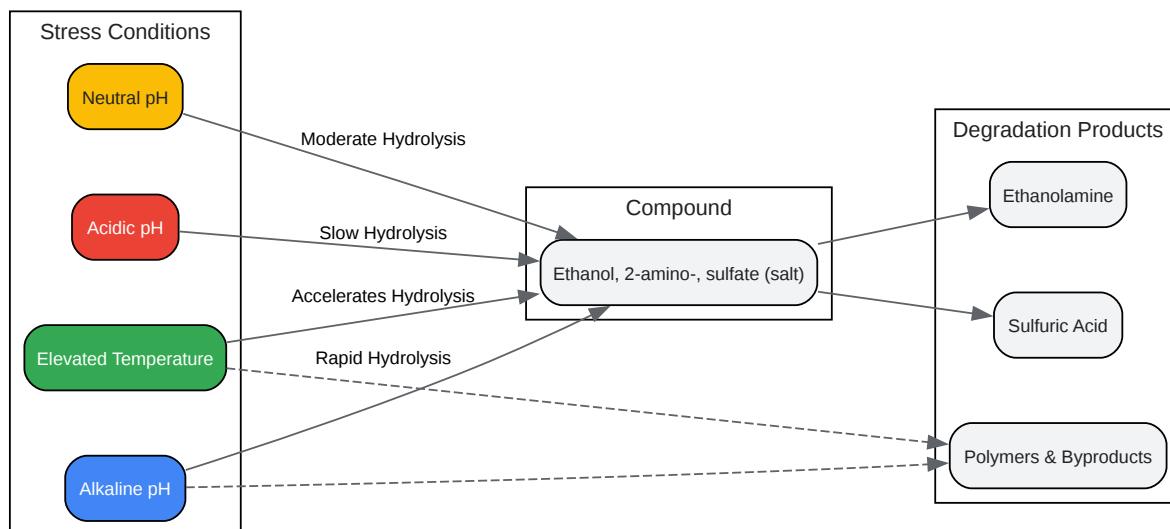 Stress Conditions
Neutral pH
Acidic pH
Elevated Temperature
Alkaline pH
Moderate Hydrolysis
Slow Hydrolysis
Accelerates Hydrolysis
Rapid Hydrolysis
Compound
Ethanol, 2-amino-, sulfate (salt)
Degradation Products
Ethanolamine
Sulfuric Acid
Polymers & Byproducts